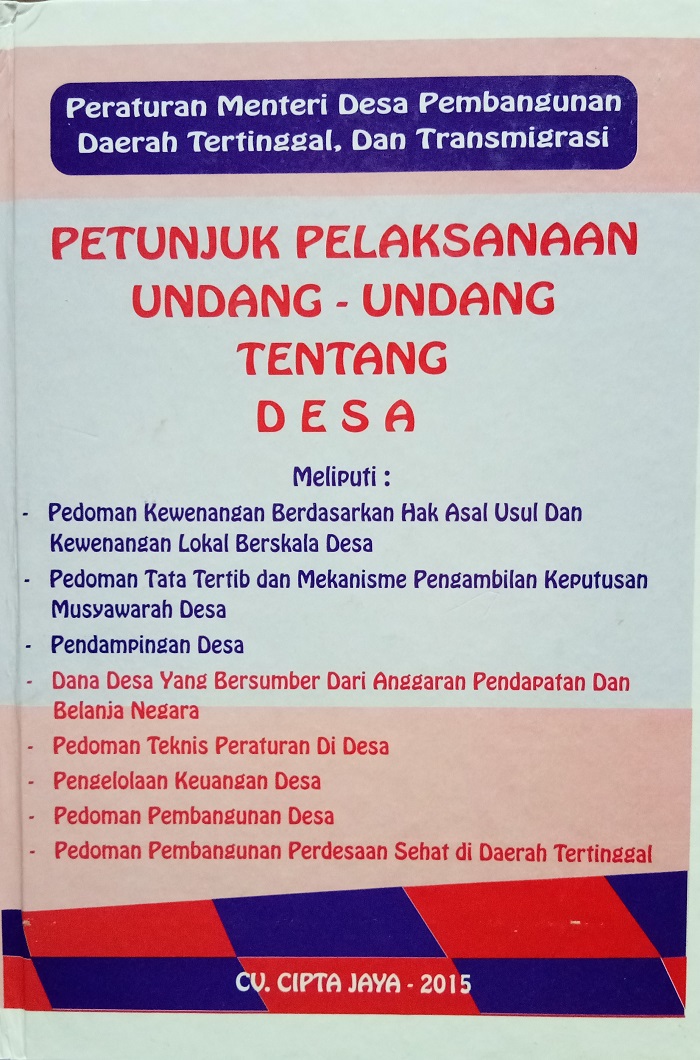 Peraturan Menteri Desa Pembangunan
Daerah Tertinggal, Dan Transmigrasi
PETUNJUK PELAKSANAAN
UNDANG - UNDANG
TENTANG
D E S A
Meliputi :
- Pedoman Kewenangan Berdasarkan Hak Asal Usul Dan
Kewenangan Lokal Berskala Desa
- Pedoman Tata Tertib dan Mekanisme Pengambilan Keputusan
Musyawarah Desa
- Pendampingan Desa
- Dana Desa Yang Bersumber Dari Anggaran Pendapatan Dan
Belanja Negara
- Pedoman Teknis Peraturan Di Desa
- Pengelolaan Keuangan Desa
- Pedoman Pembangunan Desa
- Pedoman Pembangunan Perdesaan Sehat di Daerah Tertinggal
CV. CIPTA JAYA - 2015